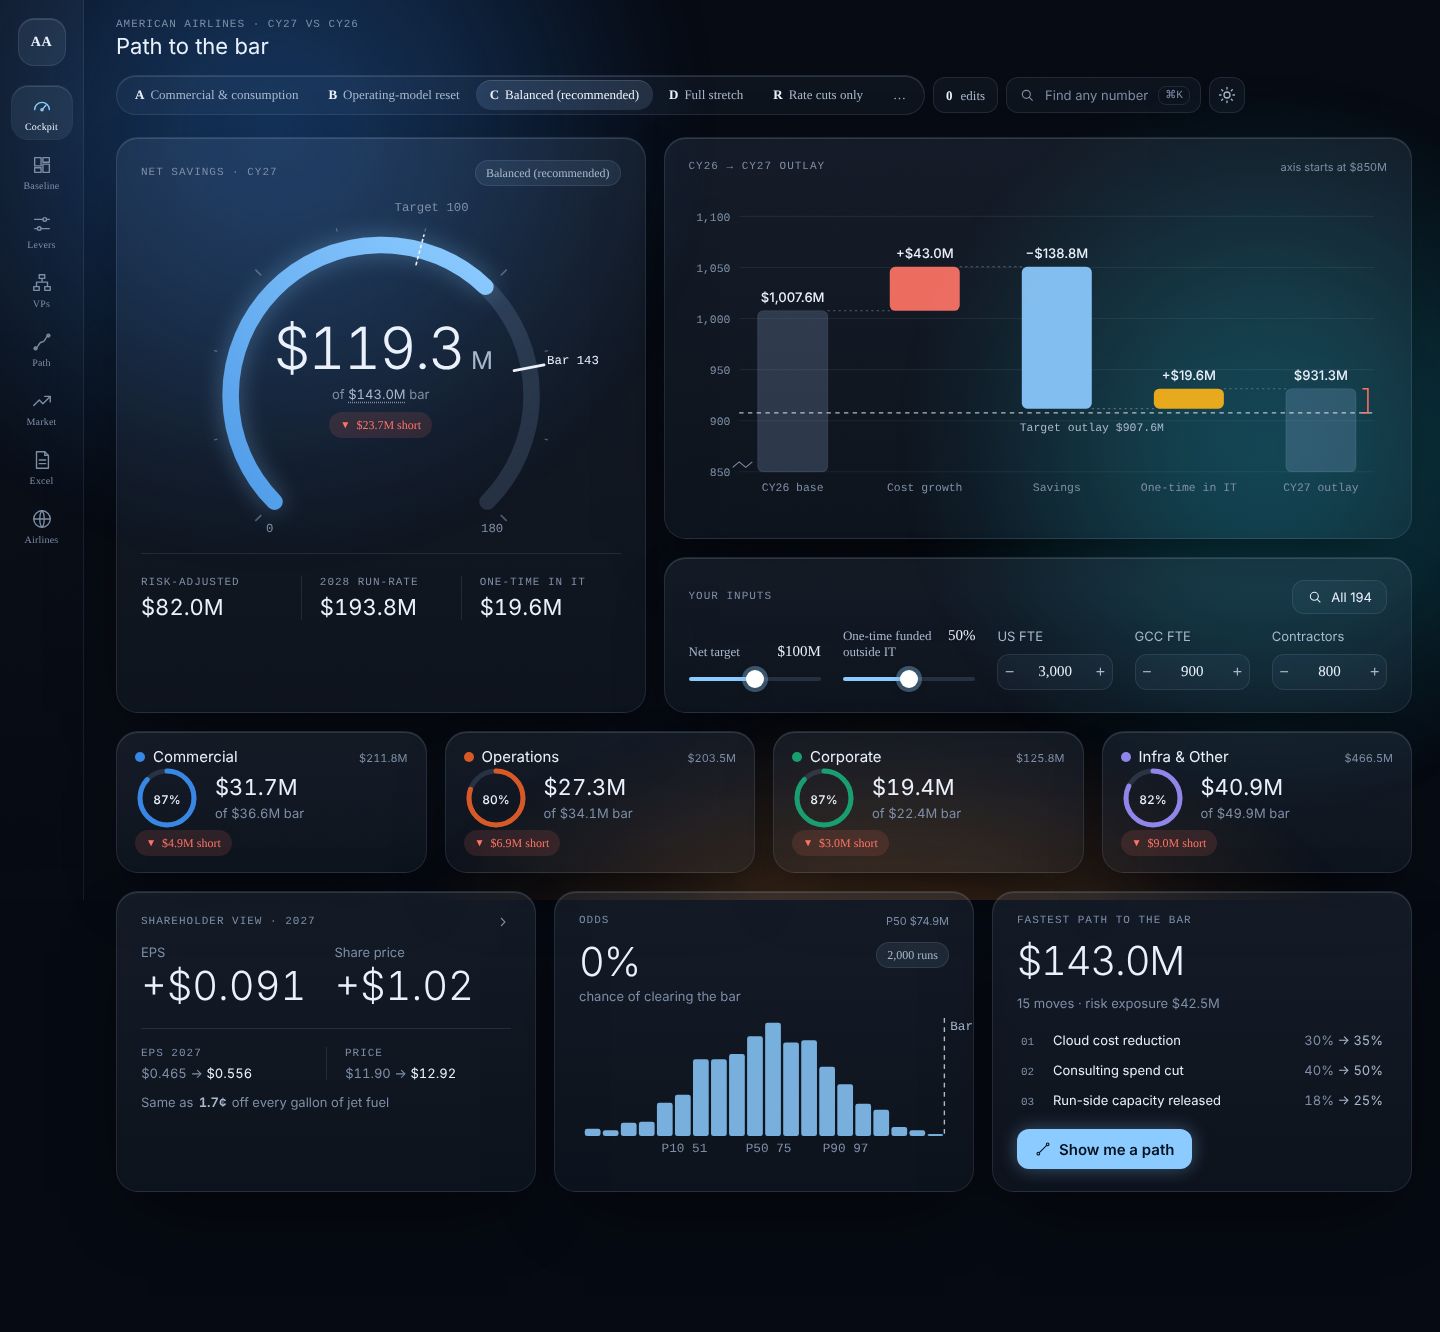 AA
AMERICAN AIRLINES · CY27 VS CY26
Path to the bar
A Commercial & consumption
B Operating-model reset
C Balanced (recommended)
D Full stretch
R Rate cuts only
...
0 edits
Find any number
⌘K
Cockpit
Baseline
Levers
VPs
Path
Market
Excel
Airlines
NET SAVINGS · CY27
Balanced (recommended)
Target 100
$119.3 M
Bar 143
of $143.0M bar
▼ $23.7M short
0
180
RISK-ADJUSTED
$82.0M
2028 RUN-RATE
$193.8M
ONE-TIME IN IT
$19.6M
CY26 → CY27 OUTLAY
axis starts at $850M
1,100
1,050
1,000
950
900
850
$1,007.6M
+$43.0M
−$138.8M
+$19.6M
$931.3M
Target outlay $907.6M
CY26 base
Cost growth
Savings
One-time in IT
CY27 outlay
YOUR INPUTS
All 194
Net target
$100M
One-time funded
outside IT
50%
US FTE
− 3,000 +
GCC FTE
− 900 +
Contractors
− 800 +
Commercial
$211.8M
87%
$31.7M
of $36.6M bar
▼ $4.9M short
Operations
$203.5M
80%
$27.3M
of $34.1M bar
▼ $6.9M short
Corporate
$125.8M
87%
$19.4M
of $22.4M bar
▼ $3.0M short
Infra & Other
$466.5M
82%
$40.9M
of $49.9M bar
▼ $9.0M short
SHAREHOLDER VIEW · 2027
EPS
+$0.091
Share price
+$1.02
EPS 2027
$0.465 → $0.556
PRICE
$11.90 → $12.92
Same as 1.7¢ off every gallon of jet fuel
ODDS
P50 $74.9M
0%
2,000 runs
chance of clearing the bar
Bar
P10 51
P50 75
P90 97
FASTEST PATH TO THE BAR
$143.0M
15 moves · risk exposure $42.5M
01 Cloud cost reduction 30% → 35%
02 Consulting spend cut 40% → 50%
03 Run-side capacity released 18% → 25%
Show me a path